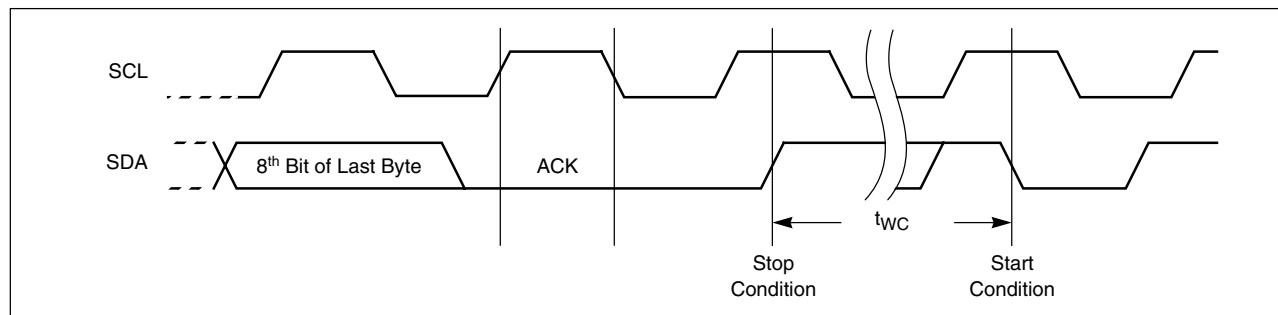 SCL
SDA
8th Bit of Last Byte
ACK
tWC
Stop
Condition
Start
Condition